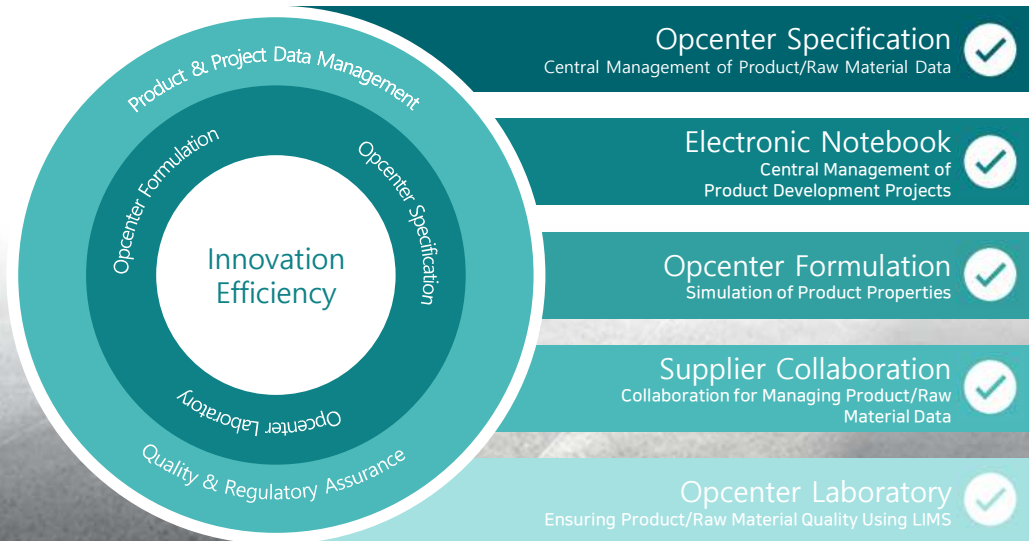 Product & Project Data Management
Opcenter Formulation
Opcenter Specification
Innovation
Efficiency
Opcenter Laboratory
Quality & Regulatory Assurance
Opcenter Specification
Central Management of Product/Raw Material Data
Electronic Notebook
Central Management of
Product Development Projects
Opcenter Formulation
Simulation of Product Properties
Supplier Collaboration
Collaboration for Managing Product/Raw
Material Data
Opcenter Laboratory
Ensuring Product/Raw Material Quality Using LIMS